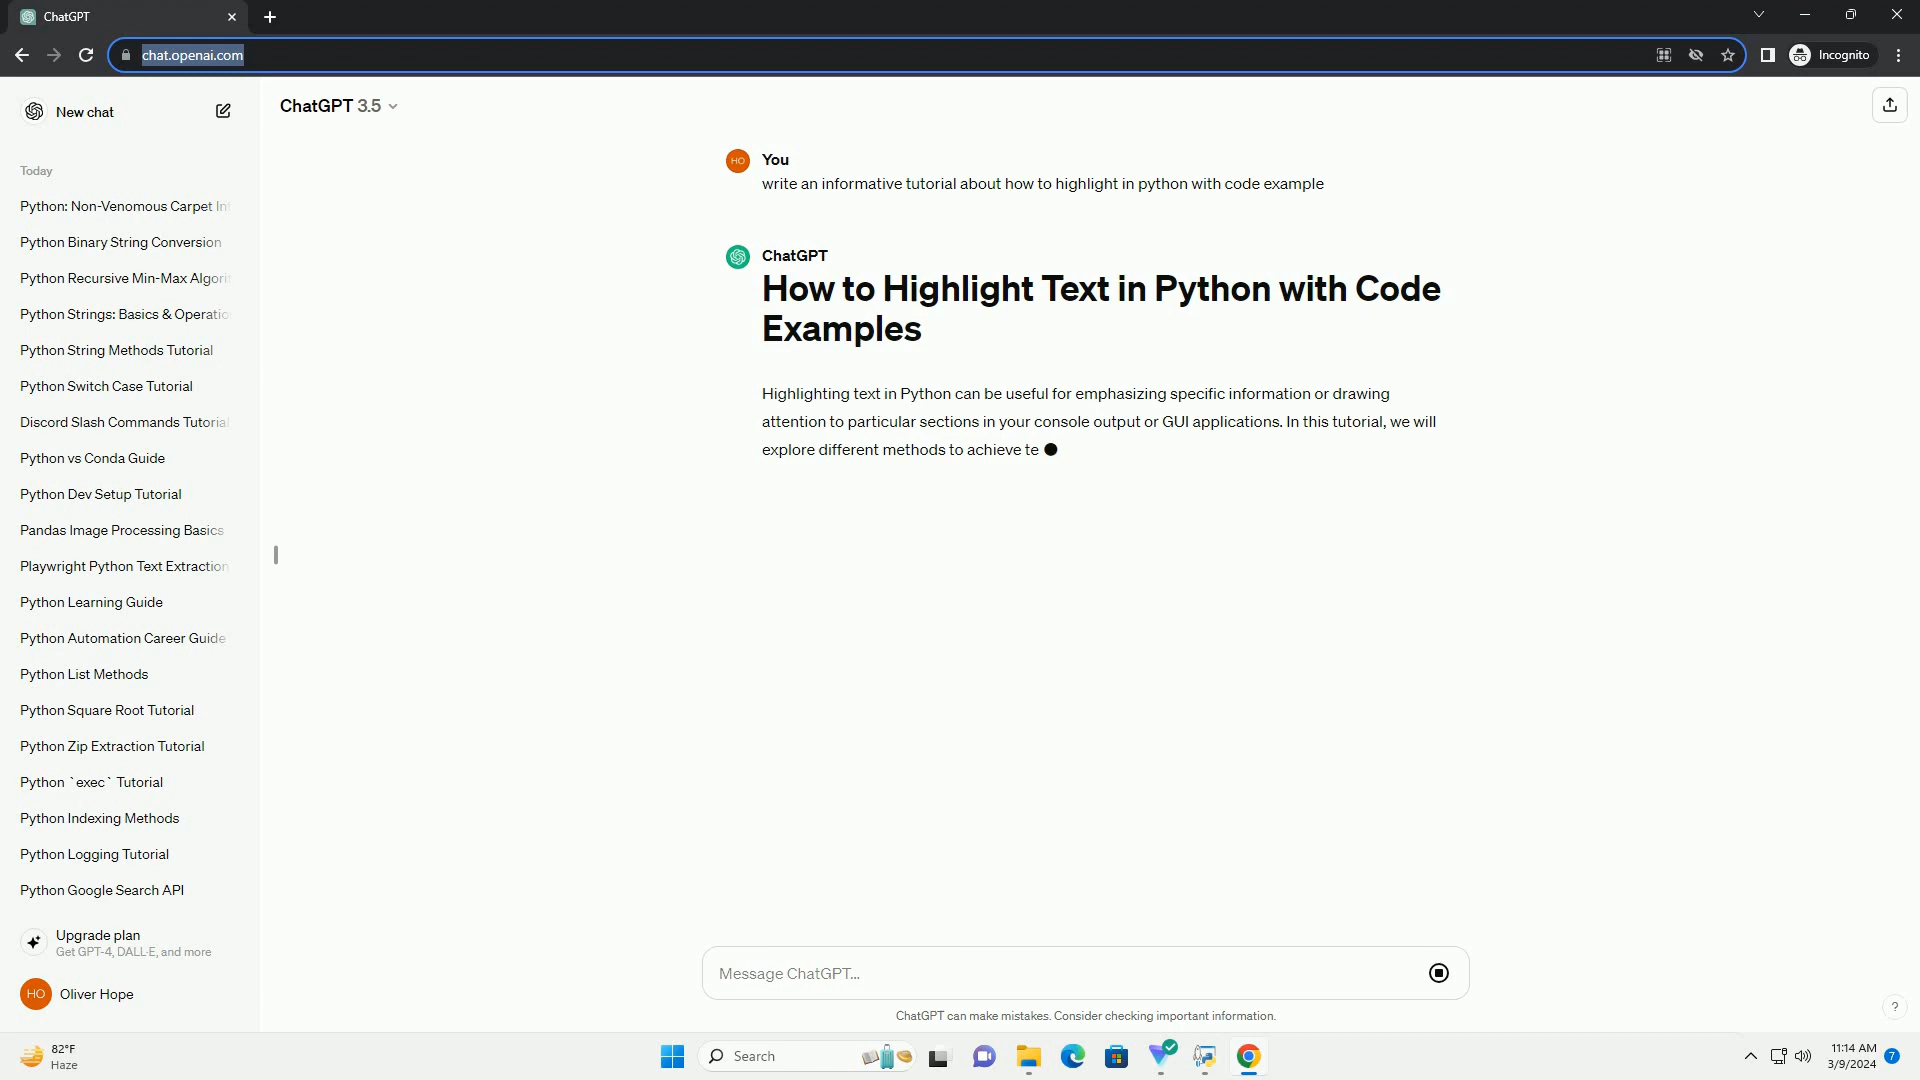 ChatGPT
chat.openai.com
Incognito
New chat
ChatGPT 3.5
Today
Python: Non-Venomous Carpet In
Python Binary String Conversion
Python Recursive Min-Max Algorit
Python Strings: Basics & Operatio
Python String Methods Tutorial
Python Switch Case Tutorial
Discord Slash Commands Tutorial
Python vs Conda Guide
Python Dev Setup Tutorial
Pandas Image Processing Basics
Playwright Python Text Extraction
Python Learning Guide
Python Automation Career Guide
Python List Methods
Python Square Root Tutorial
Python Zip Extraction Tutorial
Python `exec` Tutorial
Python Indexing Methods
Python Logging Tutorial
Python Google Search API
Upgrade plan
Get GPT-4, DALL·E, and more
HO Oliver Hope
HO You
write an informative tutorial about how to highlight in python with code example
ChatGPT
How to Highlight Text in Python with Code
Examples
Highlighting text in Python can be useful for emphasizing specific information or drawing
attention to particular sections in your console output or GUI applications. In this tutorial, we will
explore different methods to achieve te
Message ChatGPT...
ChatGPT can make mistakes. Consider checking important information.
?
82°F
Haze
Search
11:14 AM
3/9/2024
7